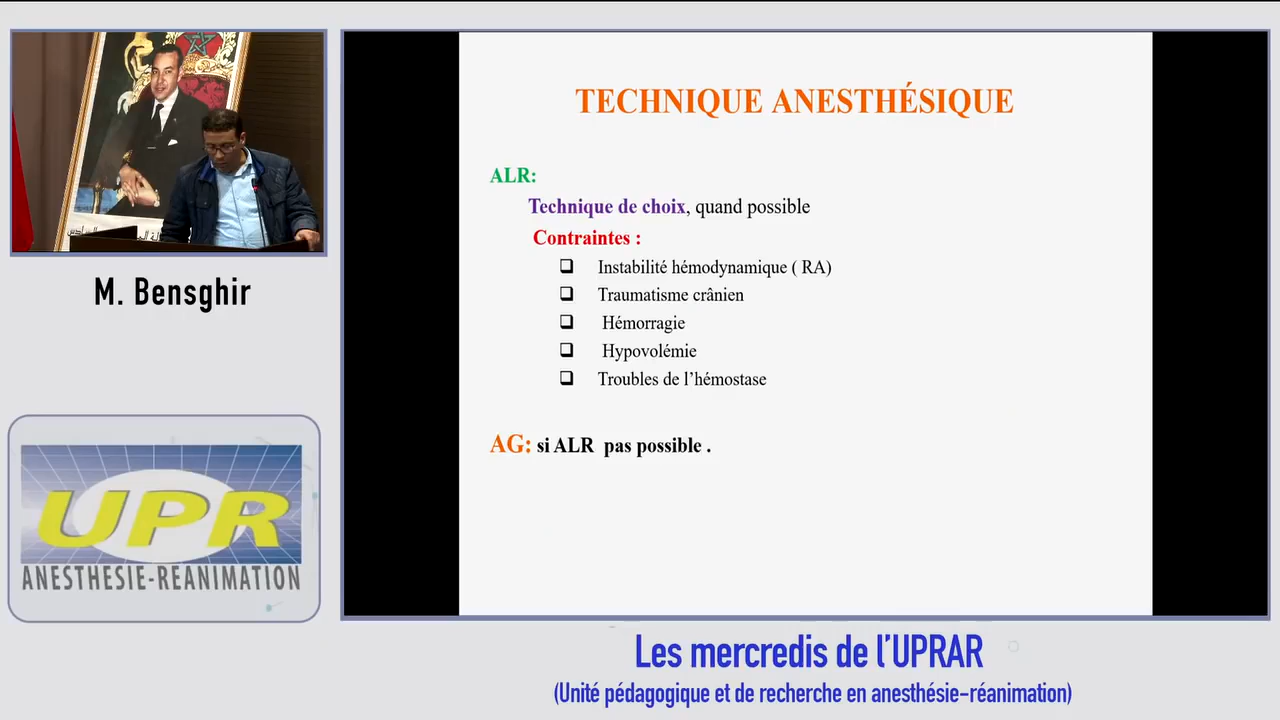 TECHNIQUE ANESTHÉSIQUE
ALR:
Technique de choix, quand possible
Contraintes :
Instabilité hémodynamique ( RA)
Traumatisme crânien
Hémorragie
Hypovolémie
Troubles de l’hémostase
AG: si ALR pas possible .
M. Bensghir
UPR
ANESTHESIE-REANIMATION
Les mercredis de l’UPRAR
(Unité pédagogique et de recherche en anesthésie-réanimation)